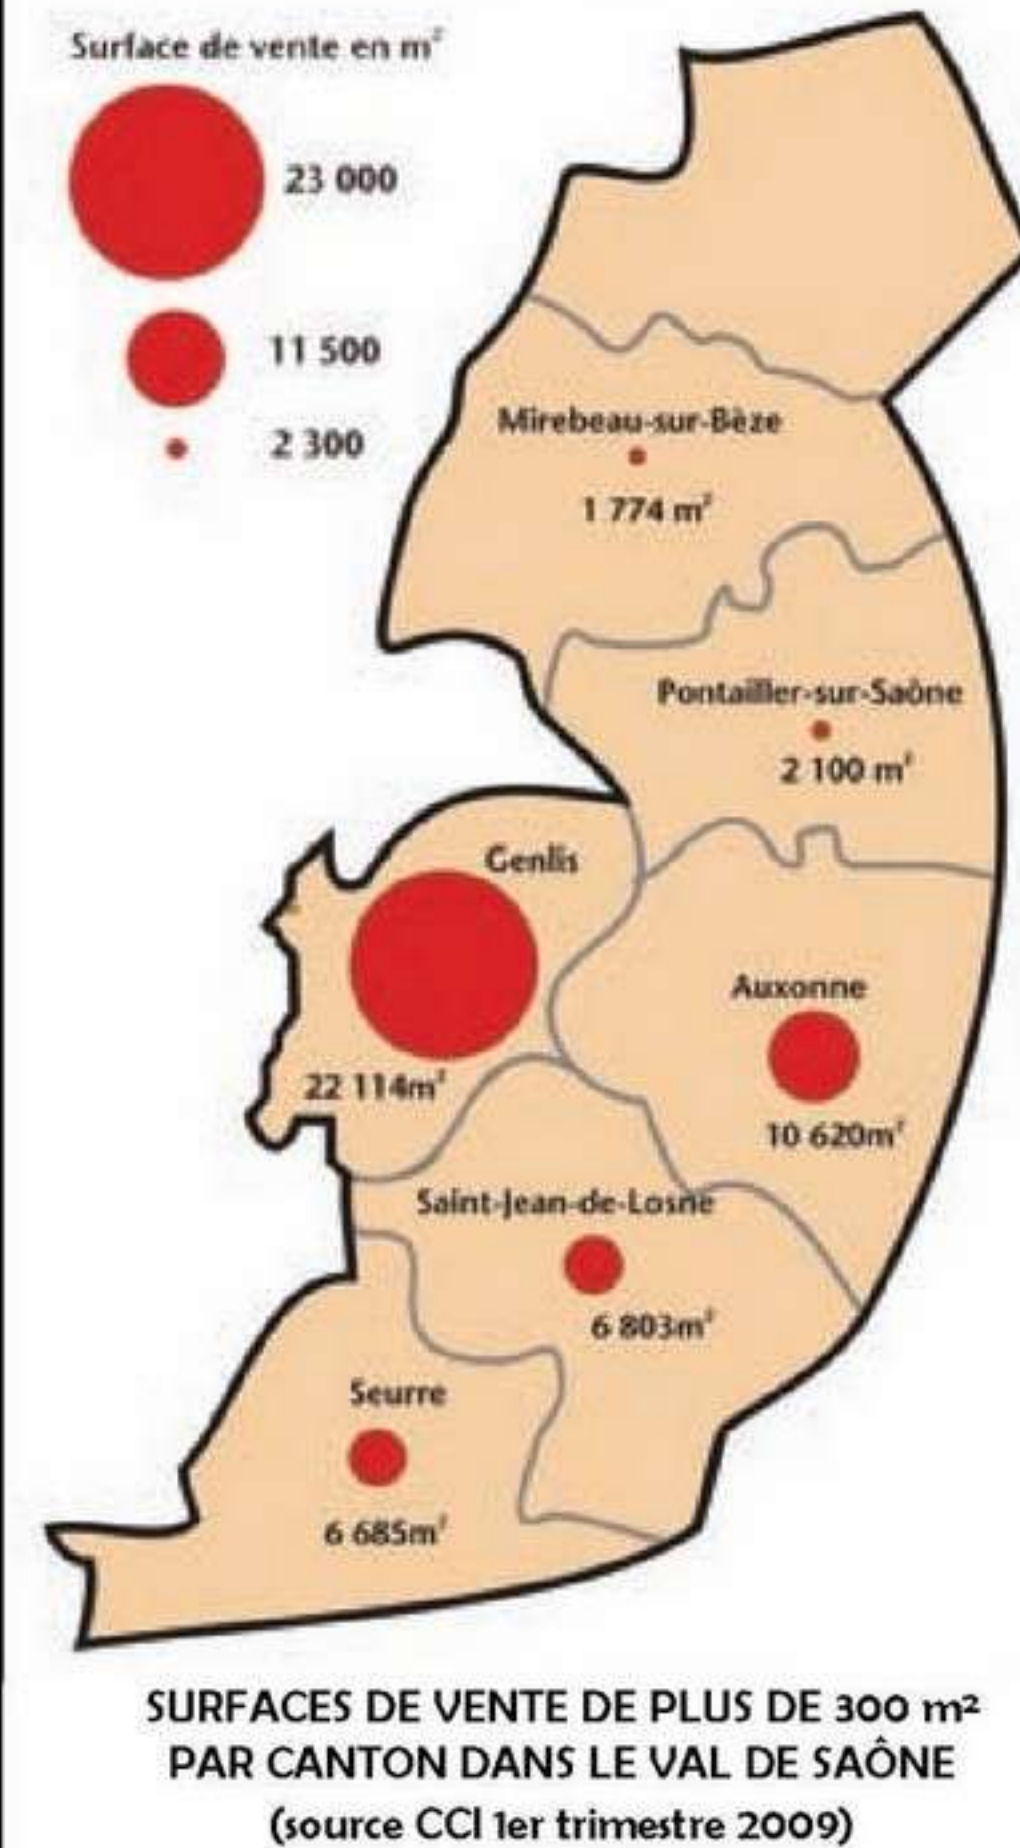 Surface de vente en m²
23 000
11 500
2 300
Mirebeau-sur-Bèze
1 774 m²
Pontailler-sur-Saône
2 100 m²
Genlis
22 114m²
Auxonne
10 620m²
Saint-Jean-de-Losne
6 803m²
Seurre
6 685m²
SURFACES DE VENTE DE PLUS DE 300 m²
PAR CANTON DANS LE VAL DE SAÔNE
(source CCI 1er trimestre 2009)